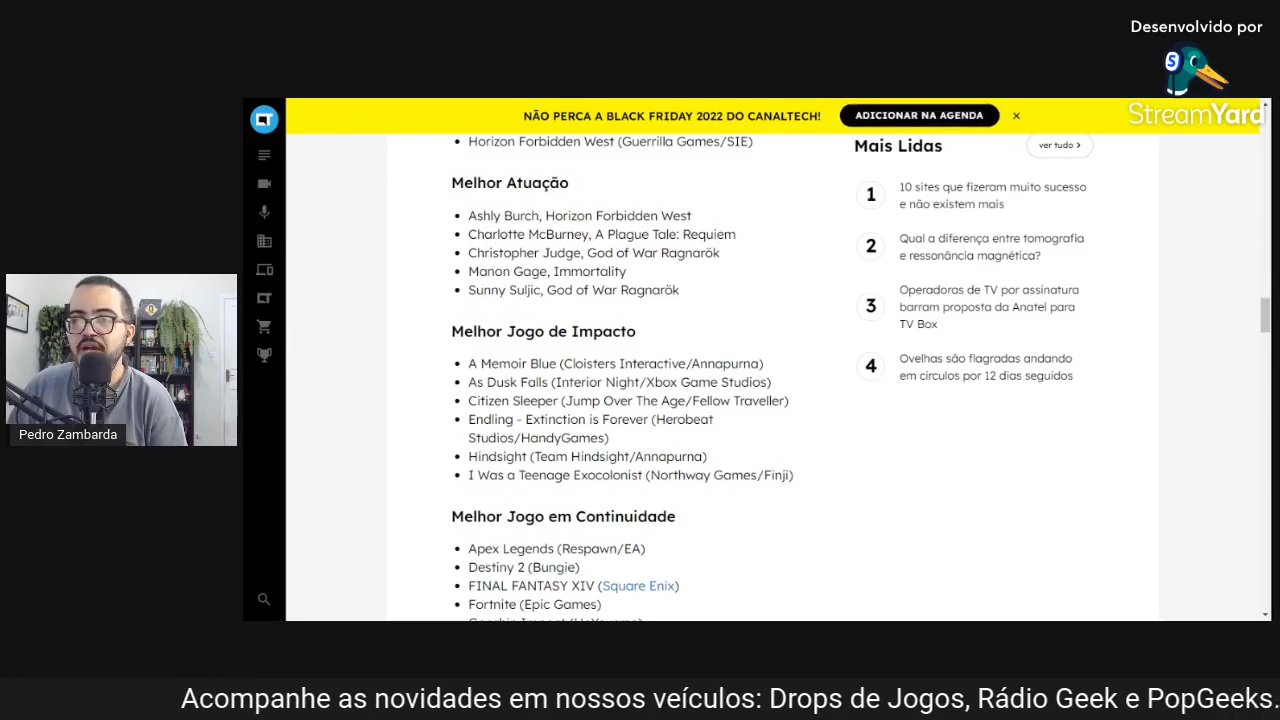 Desenvolvido por
StreamYard
NÃO PERCA A BLACK FRIDAY 2022 DO CANALTECH!
ADICIONAR NA AGENDA
×
Horizon Forbidden West (Guerrilla Games/SIE)
Melhor Atuação
Ashly Burch, Horizon Forbidden West
Charlotte McBurney, A Plague Tale: Requiem
Christopher Judge, God of War Ragnarök
Manon Gage, Immortality
Sunny Suljic, God of War Ragnarök
Melhor Jogo de Impacto
A Memoir Blue (Cloisters Interactive/Annapurna)
As Dusk Falls (Interior Night/Xbox Game Studios)
Citizen Sleeper (Jump Over The Age/Fellow Traveller)
Endling - Extinction is Forever (Herobeat
Studios/HandyGames)
Hindsight (Team Hindsight/Annapurna)
I Was a Teenage Exocolonist (Northway Games/Finji)
Melhor Jogo em Continuidade
Apex Legends (Respawn/EA)
Destiny 2 (Bungie)
FINAL FANTASY XIV (Square Enix)
Fortnite (Epic Games)
Mais Lidas
ver tudo >
1
10 sites que fizeram muito sucesso
e não existem mais
2
Qual a diferença entre tomografia
e ressonância magnética?
3
Operadoras de TV por assinatura
barram proposta da Anatel para
TV Box
4
Ovelhas são flagradas andando
em círculos por 12 dias seguidos
Pedro Zambarda
Acompanhe as novidades em nossos veículos: Drops de Jogos, Rádio Geek e PopGeeks.